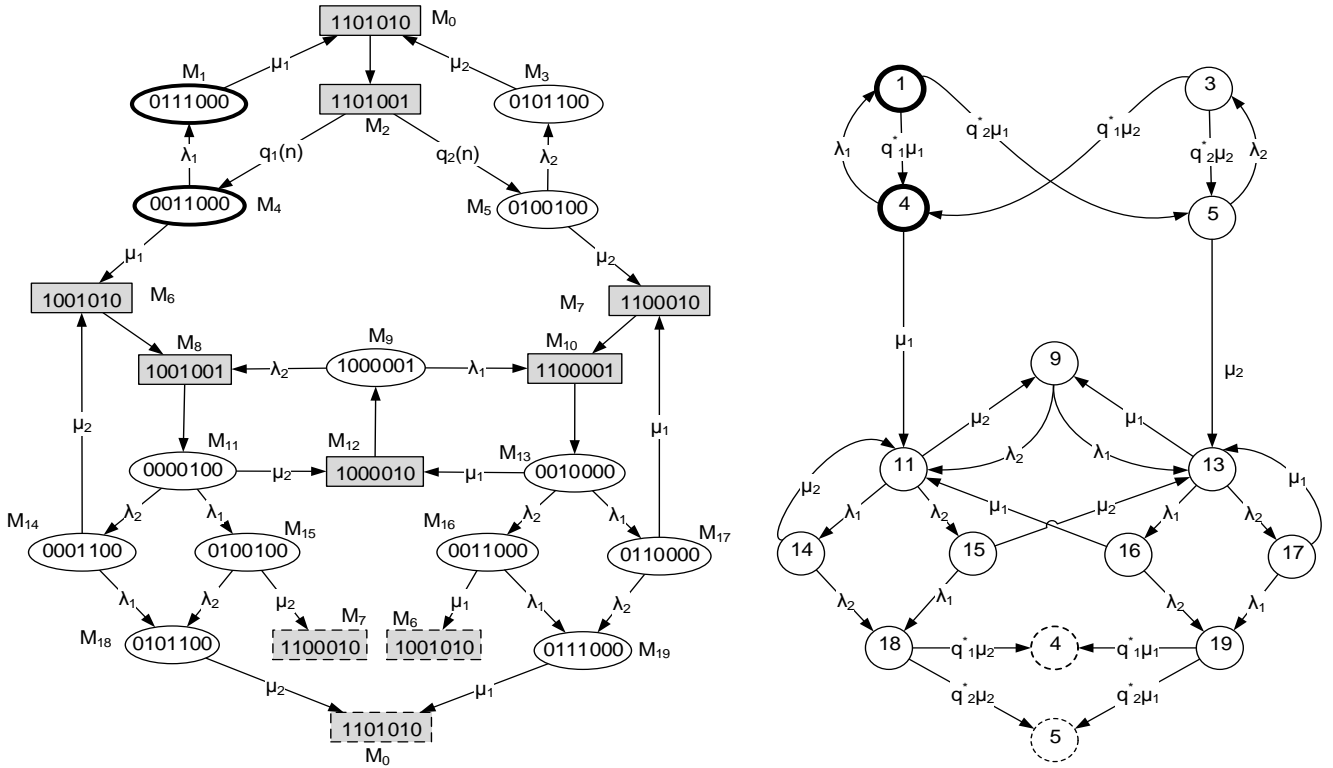 1101010 M₀
μ₁
μ₂
M₁
0111000
1101001
M₂
M₃
0101100
λ₁
q₁(n)
q₂(n)
λ₂
0011000 M₄
M₅ 0100100
μ₁
μ₂
1001010 M₆
M₇ 1100010
M₈
1001001
M₉
1000001
M₁₀
1100001
λ₂
λ₁
μ₂
μ₁
M₁₁
0000100
M₁₂
1000010
M₁₃
0010000
μ₂
μ₁
λ₂
λ₁
λ₂
λ₁
M₁₄
0001100
M₁₅
0100100
M₁₆
0011000
M₁₇
0110000
λ₁
λ₂
μ₂
μ₁
λ₁
λ₂
M₇
1100010
M₆
1001010
M₁₈ 0101100
0111000 M₁₉
μ₂
μ₁
1101010
M₀
1
3
λ₁
q*₁μ₁
q*₂μ₁
q*₁μ₂
q*₂μ₂
λ₂
4
5
μ₁
μ₂
9
μ₂
μ₁
λ₂
λ₁
11
13
μ₂
λ₁
λ₂
μ₁
μ₂
λ₁
λ₂
μ₁
14
15
16
17
λ₂
λ₁
λ₂
λ₁
18
q*₁μ₂
4
q*₁μ₁
19
q*₂μ₂
q*₂μ₁
5